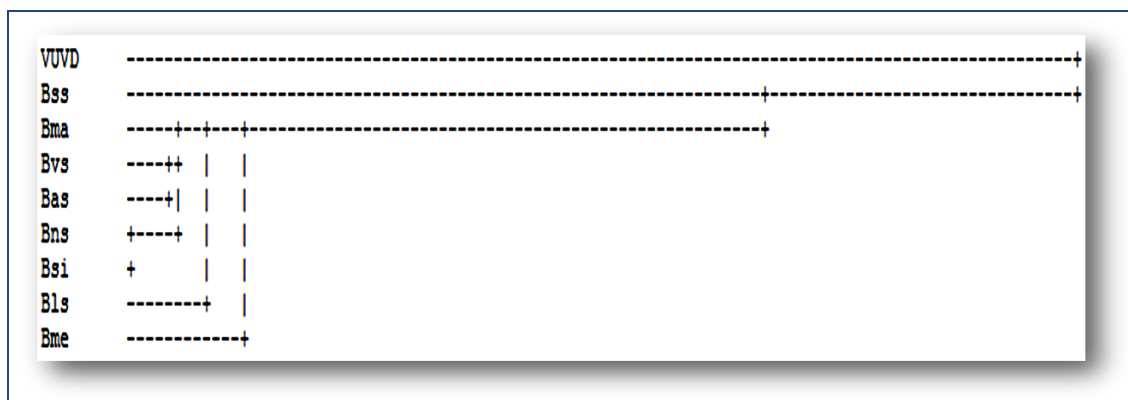 VUVD ----------------------------------------------------------------------------------------------------+
Bss -------------------------------------------------------------------+--------------------------------+
Bma -----+--+---+------------------------------------------------------+
Bvs ----++  |   |
Bas ----+|  |   |
Bns +----+  |   |
Bsi +       |   |
Bls --------+   |
Bme ------------+